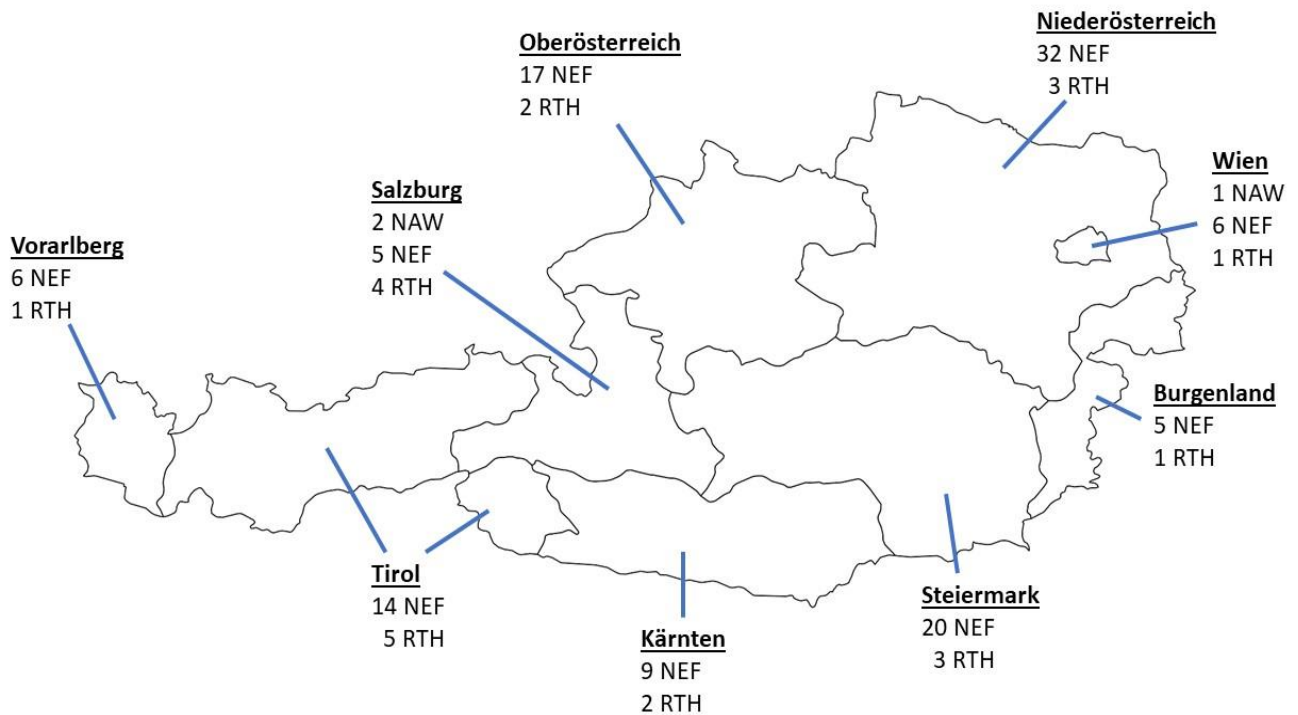 Niederösterreich
32 NEF
3 RTH
Oberösterreich
17 NEF
2 RTH
Wien
1 NAW
6 NEF
1 RTH
Salzburg
2 NAW
5 NEF
4 RTH
Vorarlberg
6 NEF
1 RTH
Burgenland
5 NEF
1 RTH
Tirol
14 NEF
5 RTH
Steiermark
20 NEF
3 RTH
Kärnten
9 NEF
2 RTH